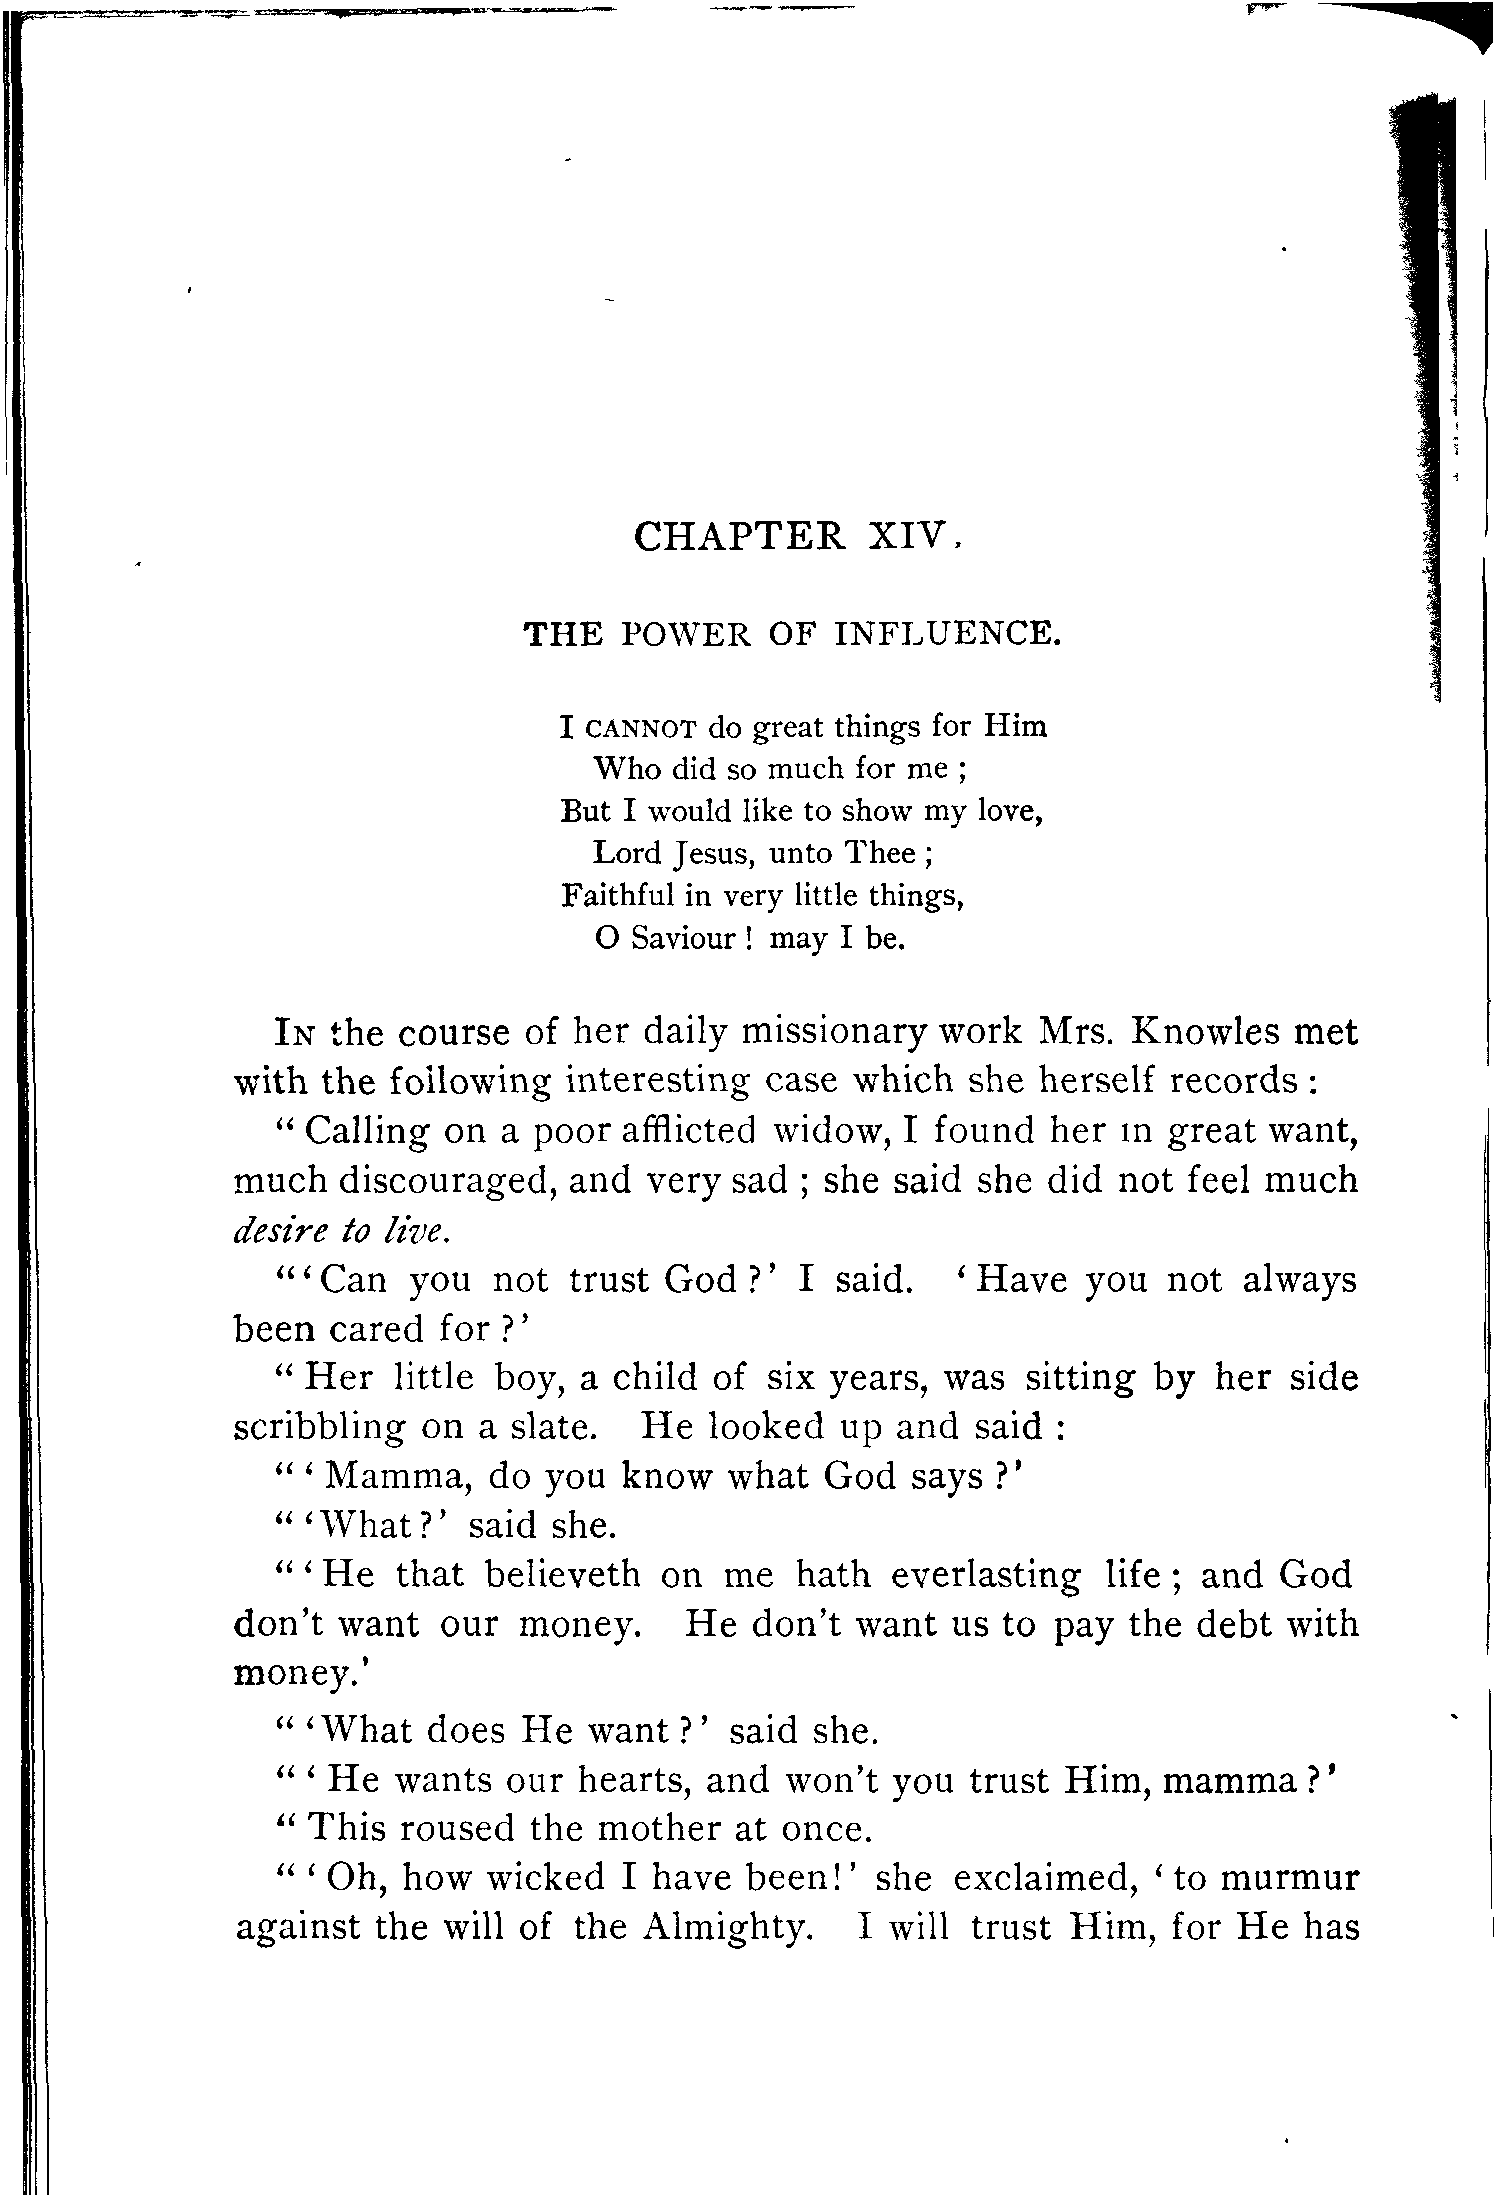 CHAPTER XIV.
THE POWER OF INFLUENCE.
I CANNOT do great things for Him
Who did so much for me ;
But I would like to show my love,
Lord Jesus, unto Thee ;
Faithful in very little things,
O Saviour ! may I be.
IN the course of her daily missionary work Mrs. Knowles met
with the following interesting case which she herself records :
“ Calling on a poor afflicted widow, I found her in great want,
much discouraged, and very sad ; she said she did not feel much
desire to live.
“ ‘ Can you not trust God ?’ I said. ‘ Have you not always
been cared for ?’
“ Her little boy, a child of six years, was sitting by her side
scribbling on a slate. He looked up and said :
“ ‘ Mamma, do you know what God says ?’
“ ‘What ?’ said she.
“ ‘ He that believeth on me hath everlasting life ; and God
don’t want our money. He don’t want us to pay the debt with
money.’
“ ‘What does He want ?’ said she.
“ ‘ He wants our hearts, and won’t you trust Him, mamma ?’
“ This roused the mother at once.
“ ‘ Oh, how wicked I have been!’ she exclaimed, ‘ to murmur
against the will of the Almighty. I will trust Him, for He has